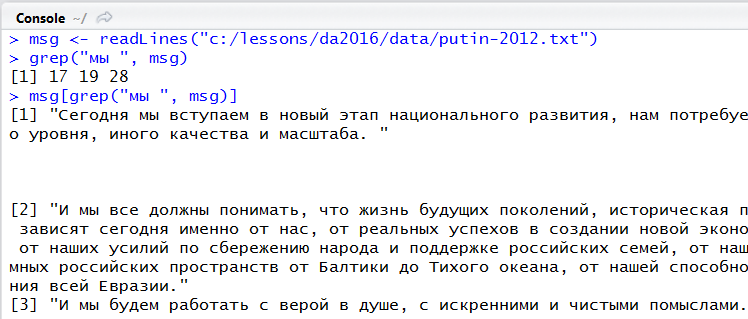 Console ~/
> msg <- readLines("c:/lessons/da2016/data/putin-2012.txt")
> grep("мы ", msg)
[1] 17 19 28
> msg[grep("мы ", msg)]
[1] "Сегодня мы вступаем в новый этап национального развития, нам потребуе
о уровня, иного качества и масштаба. "
[2] "И мы все должны понимать, что жизнь будущих поколений, историческая п
зависят сегодня именно от нас, от реальных успехов в создании новой эконо
от наших усилий по сбережению народа и поддержке российских семей, от наш
мных российских пространств от Балтики до Тихого океана, от нашей способно
ния всей Евразии."
[3] "И мы будем работать с верой в душе, с искренними и чистыми помыслами.